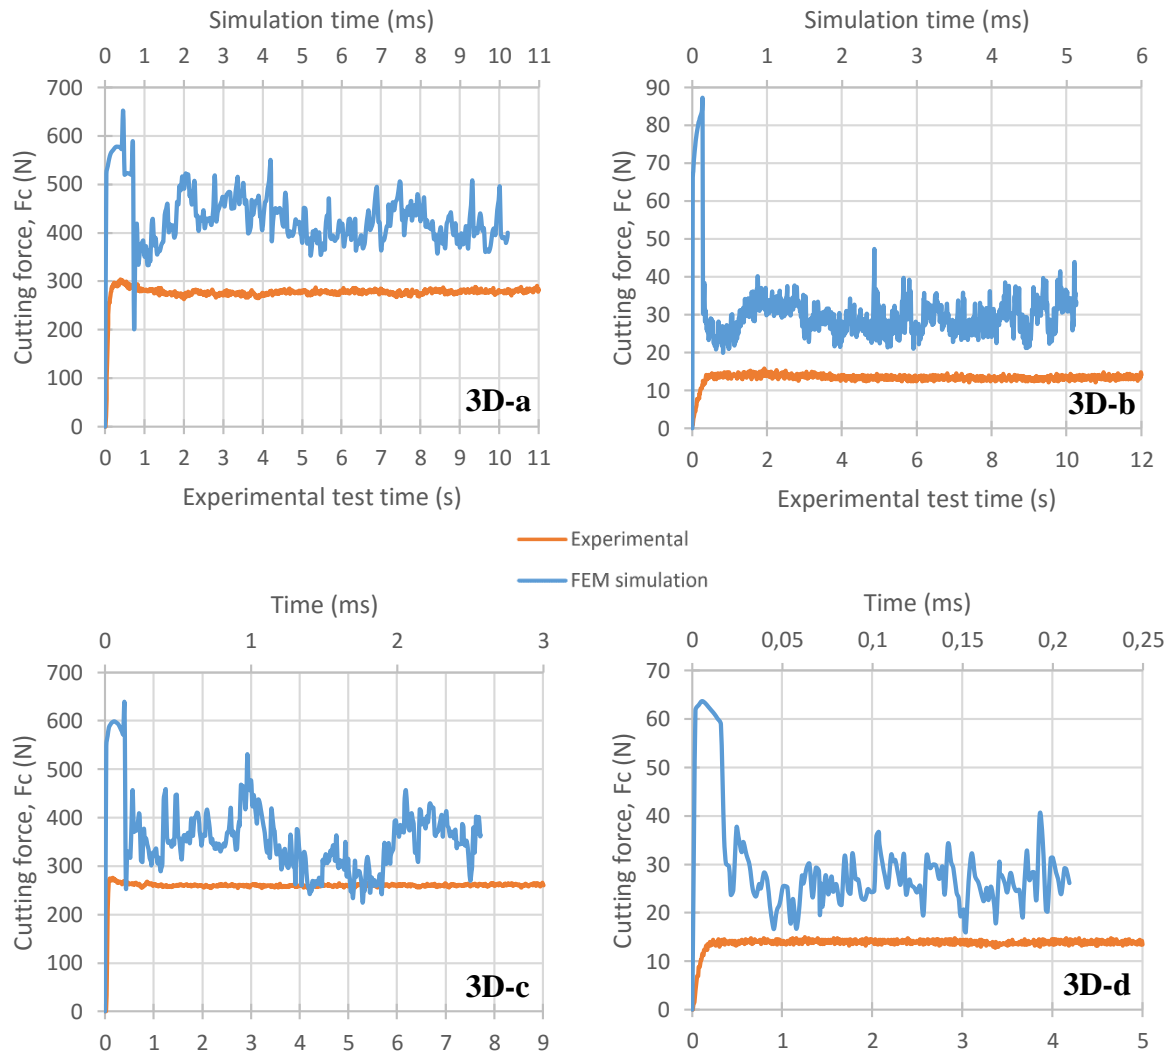 Simulation time (ms)
0 1 2 3 4 5 6 7 8 9 10 11
700
600
500
400
300
200
100
0
Cutting force, Fc (N)
3D-a
0 1 2 3 4 5 6 7 8 9 10 11
Experimental test time (s)
Simulation time (ms)
0 1 2 3 4 5 6
90
80
70
60
50
40
30
20
10
0
Cutting force, Fc (N)
3D-b
0 2 4 6 8 10 12
Experimental test time (s)
Experimental
FEM simulation
Time (ms)
0 1 2 3
700
600
500
400
300
200
100
0
Cutting force, Fc (N)
3D-c
0 1 2 3 4 5 6 7 8 9
Time (ms)
0 0,05 0,1 0,15 0,2 0,25
70
60
50
40
30
20
10
0
Cutting force, Fc (N)
3D-d
0 1 2 3 4 5